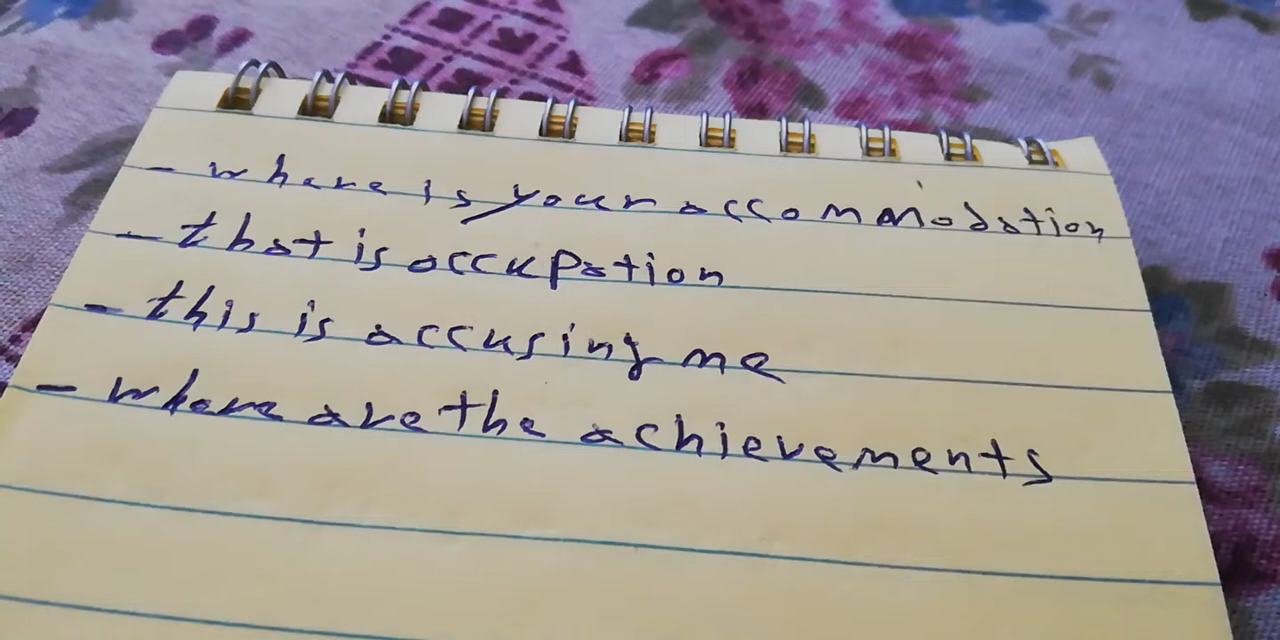 - where is your accommodation
- that is occupation
- this is accusing me
- where are the achievements